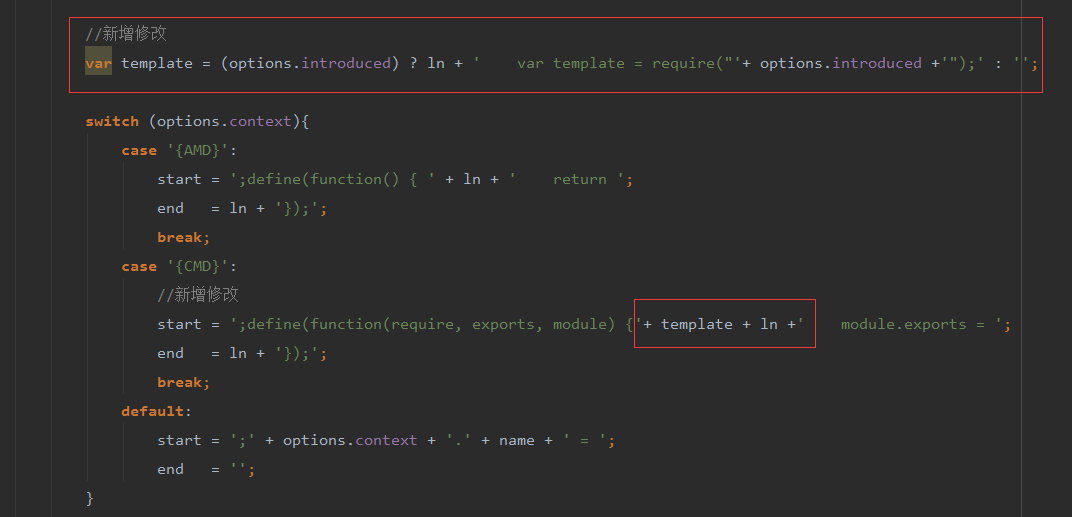 //新增修改
var template = (options.introduced) ? ln + '    var template = require("'+ options.introduced +'");' : '';
switch (options.context){
case '{AMD}':
start = ';define(function() { ' + ln + '    return ';
end   = ln + '});';
break;
case '{CMD}':
//新增修改
start = ';define(function(require, exports, module) {'+ template + ln +'    module.exports = ';
end   = ln + '});';
break;
default:
start = ';' + options.context + '.' + name + ' = ';
end   = '';
}